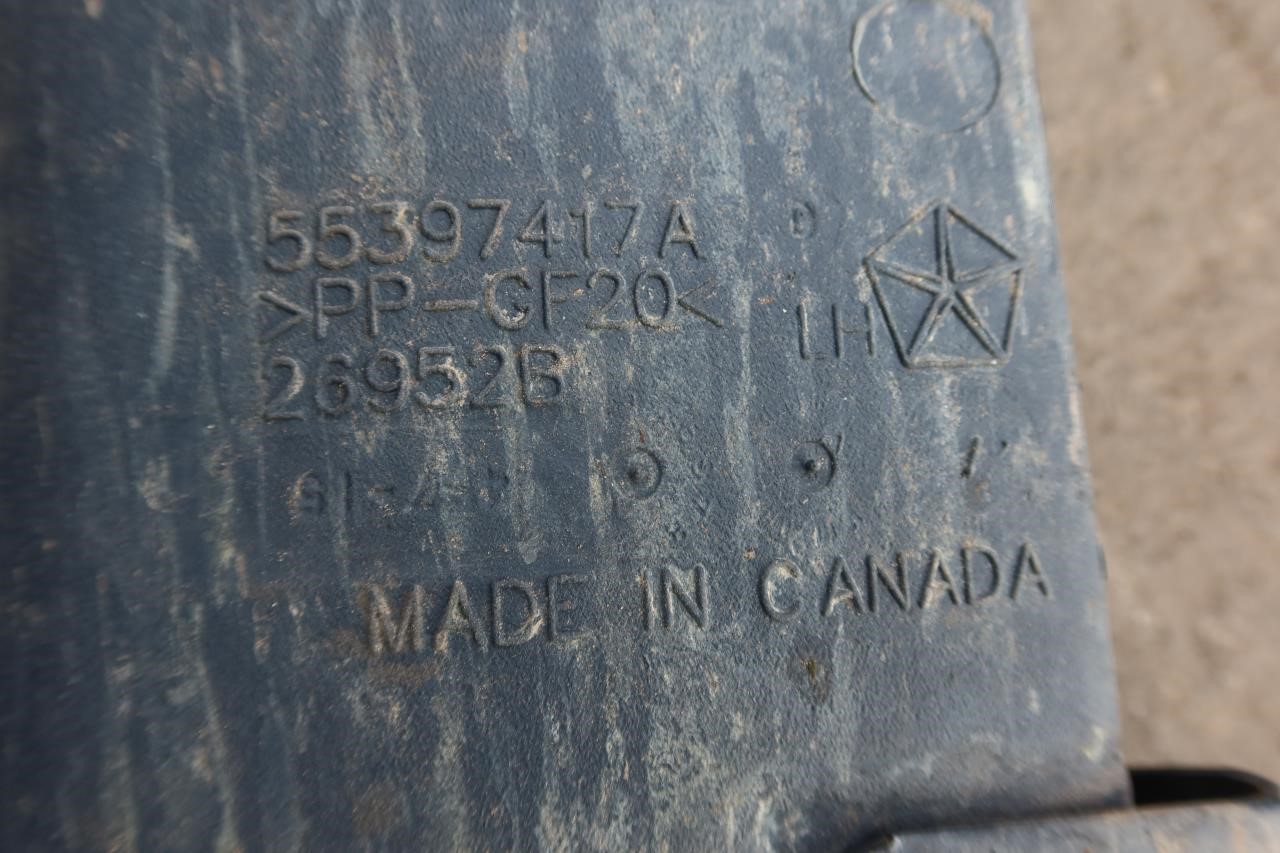 55397417A
>PP-GF20<
LH
26952B
MADE IN CANADA